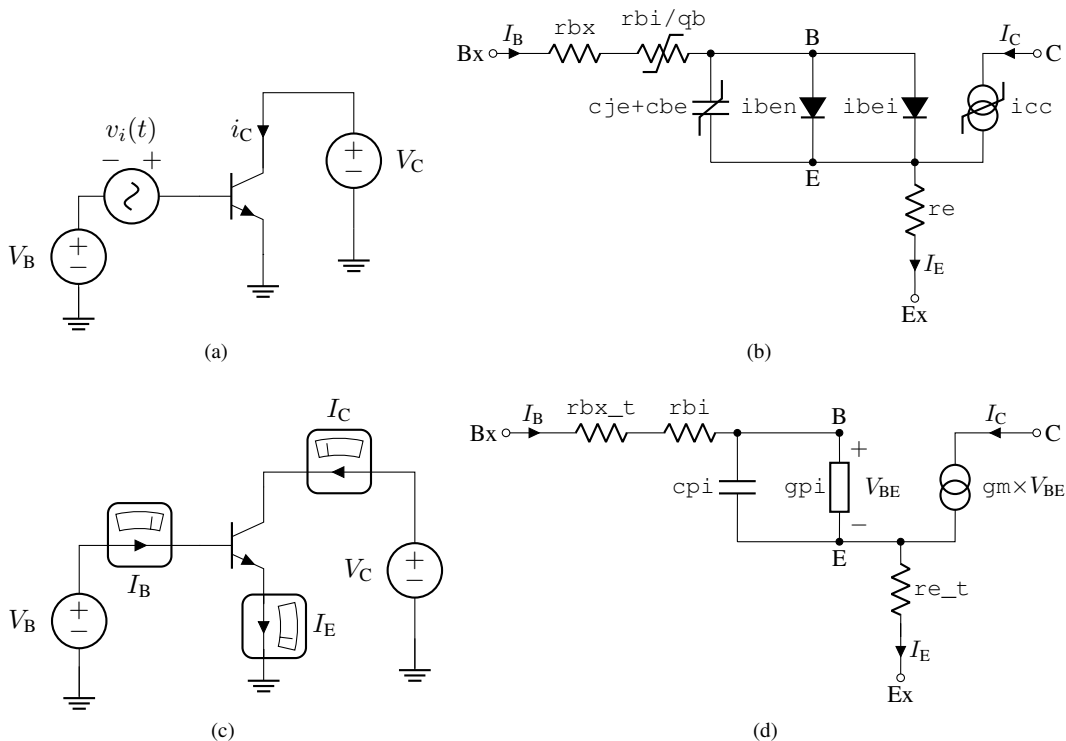 v_i(t)
− +
i_C
V_C
+
−
V_B
+
−
(a)
rbx
rbi/qb
Bx
I_B
B
I_C
C
cje+cbe
iben
ibei
icc
E
re
I_E
Ex
(b)
I_C
I_B
V_B
+
−
I_E
V_C
+
−
(c)
Bx
I_B
rbx_t
rbi
B
I_C
C
+
cpi
gpi
V_BE
gm×V_BE
−
E
re_t
I_E
Ex
(d)